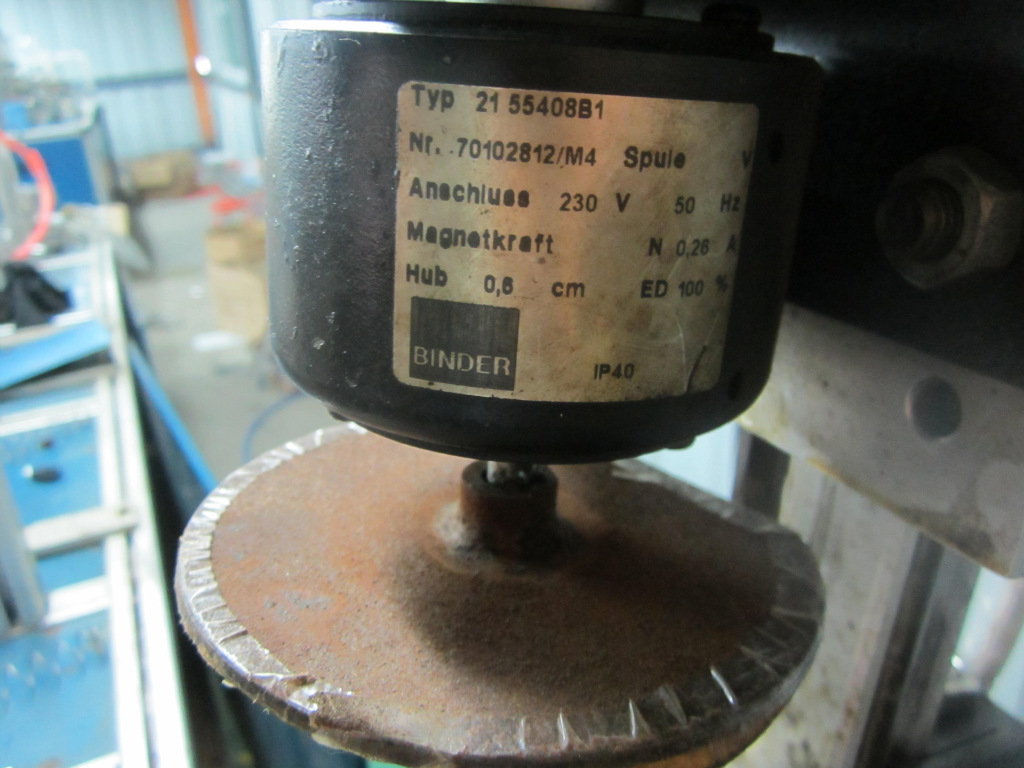 Typ 21 55408B1
Nr. 70102812/M4 Spule V
Anschluss 230 V 50 Hz
Magnetkraft N 0,26 A
Hub 0,6 cm ED 100 %
BINDER IP40